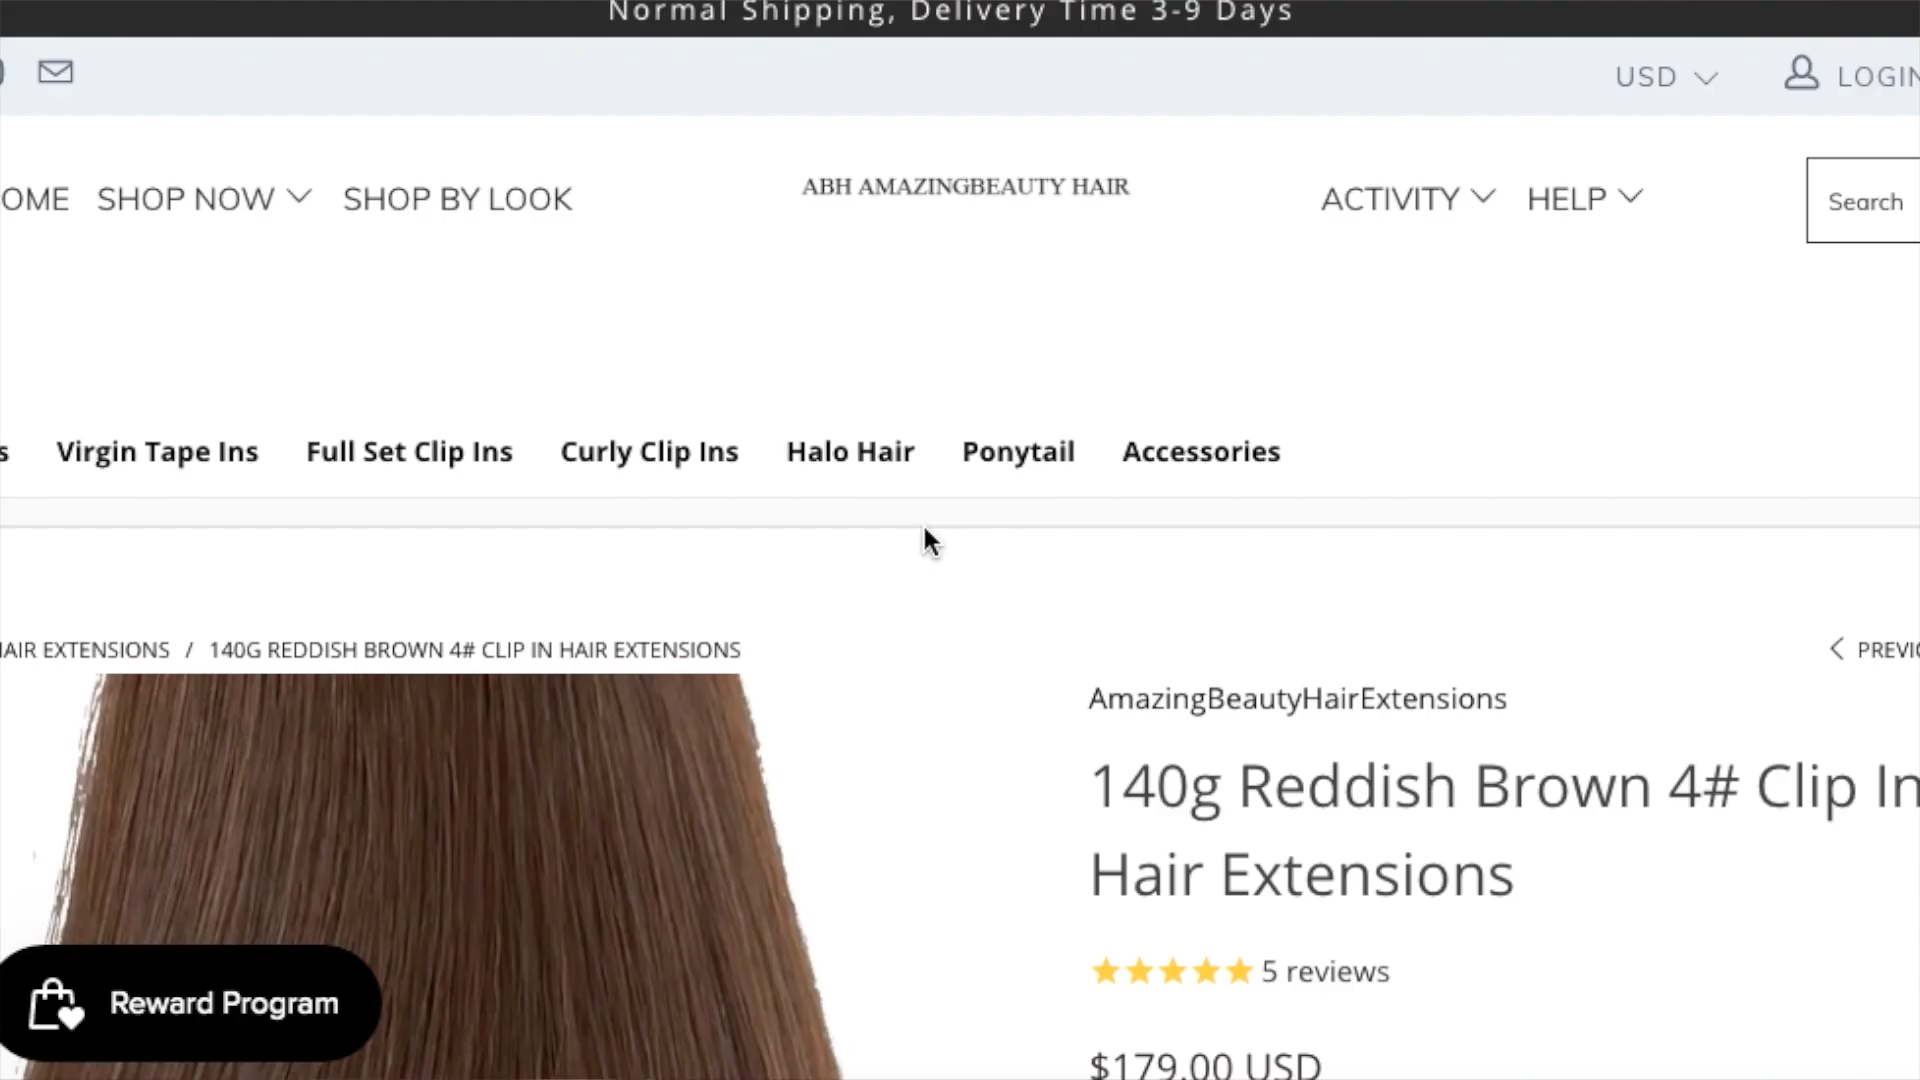 Normal Shipping, Delivery Time 3-9 Days
USD
LOGIN
OME SHOP NOW SHOP BY LOOK
ABH AMAZINGBEAUTY HAIR
ACTIVITY HELP
Search
s Virgin Tape Ins Full Set Clip Ins Curly Clip Ins Halo Hair Ponytail Accessories
AIR EXTENSIONS / 140G REDDISH BROWN 4# CLIP IN HAIR EXTENSIONS
PREVIO
AmazingBeautyHairExtensions
140g Reddish Brown 4# Clip In
Hair Extensions
5 reviews
$179.00 USD
Reward Program